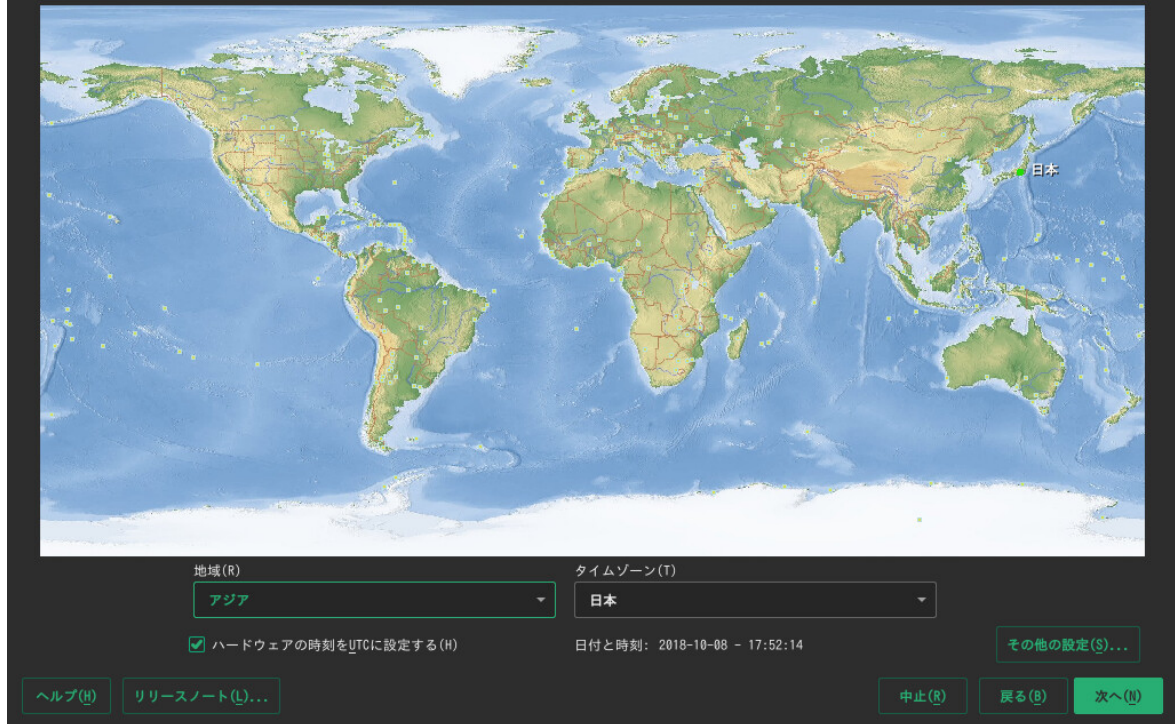 日本
地域(R)
タイムゾーン(T)
アジア
日本
ハードウェアの時刻をUTCに設定する(H)
日付と時刻: 2018-10-08 - 17:52:14
その他の設定(S)...
ヘルプ(H)
リリースノート(L)...
中止(R)
戻る(B)
次へ(N)